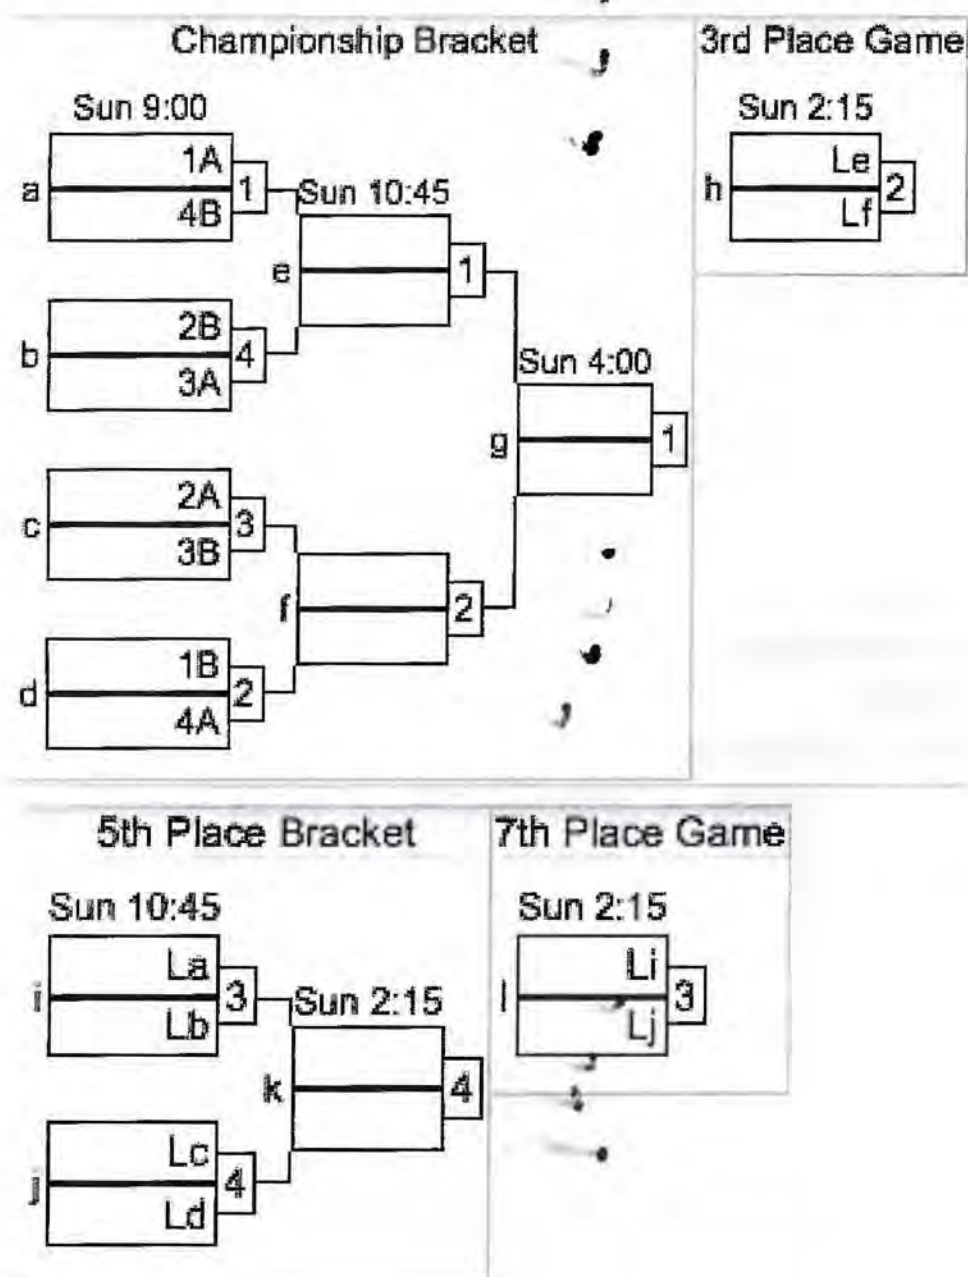 Championship Bracket
Sun 9:00
a
1A
4B
1
b
2B
3A
4
c
2A
3B
3
d
1B
4A
2
Sun 10:45
e
1
f
2
Sun 4:00
g
1
3rd Place Game
Sun 2:15
h
Le
Lf
2
5th Place Bracket
Sun 10:45
i
La
Lb
3
j
Lc
Ld
4
Sun 2:15
k
4
7th Place Game
Sun 2:15
l
Li
Lj
3